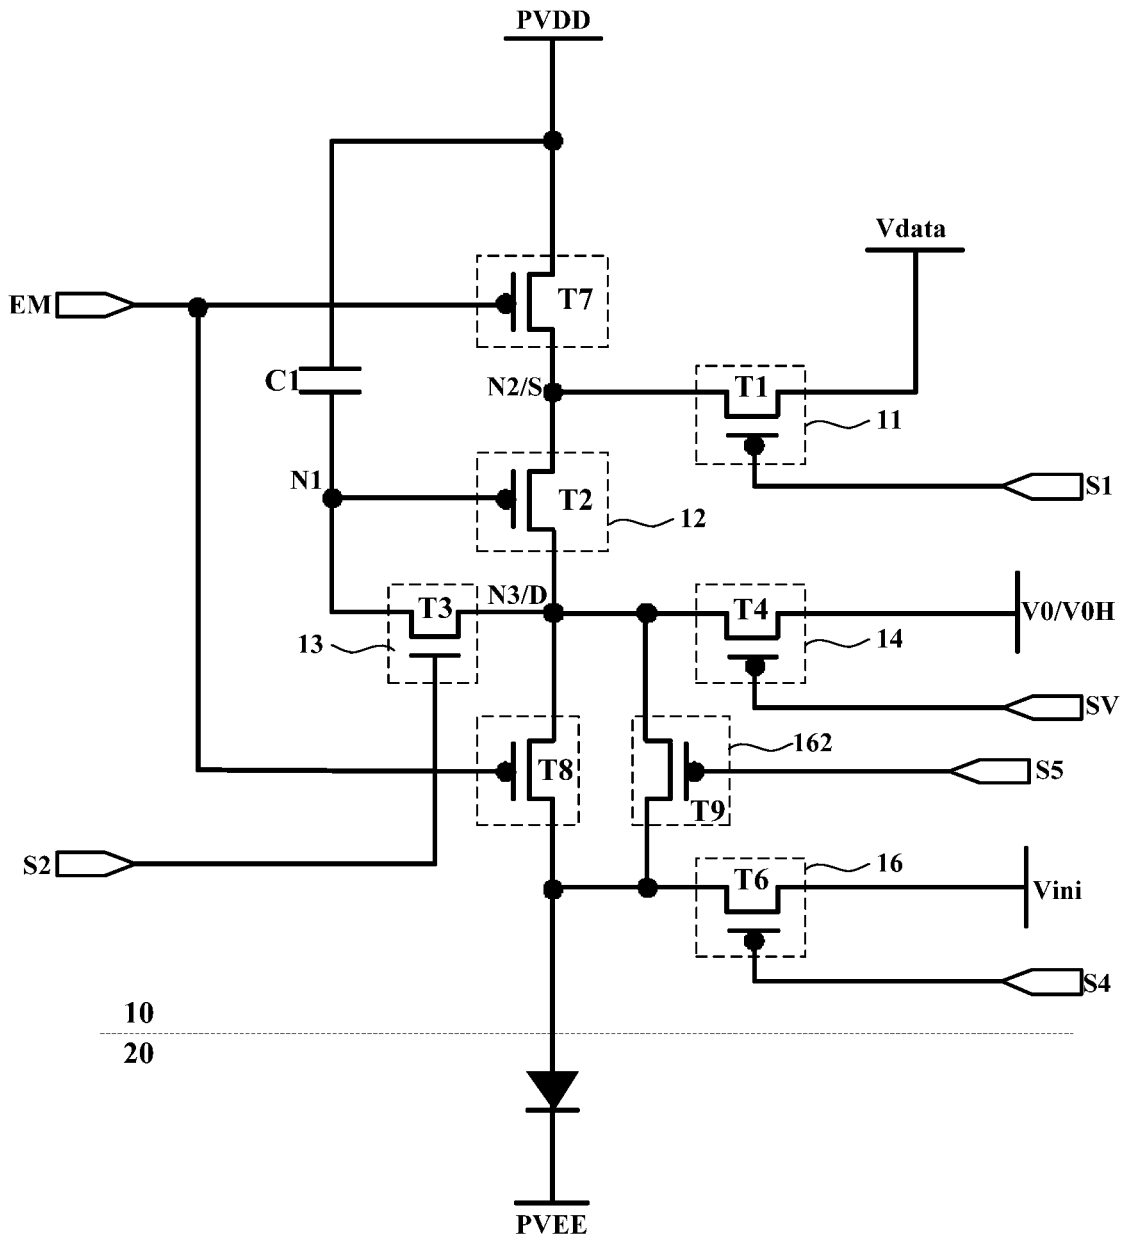 PVDD
Vdata
EM
T7
C1
N2/S
T1
11
N1
T2
12
S1
N3/D
T3
T4
V0/V0H
13
14
SV
162
T8
S5
T9
S2
T6
16
Vini
S4
10
20
PVEE